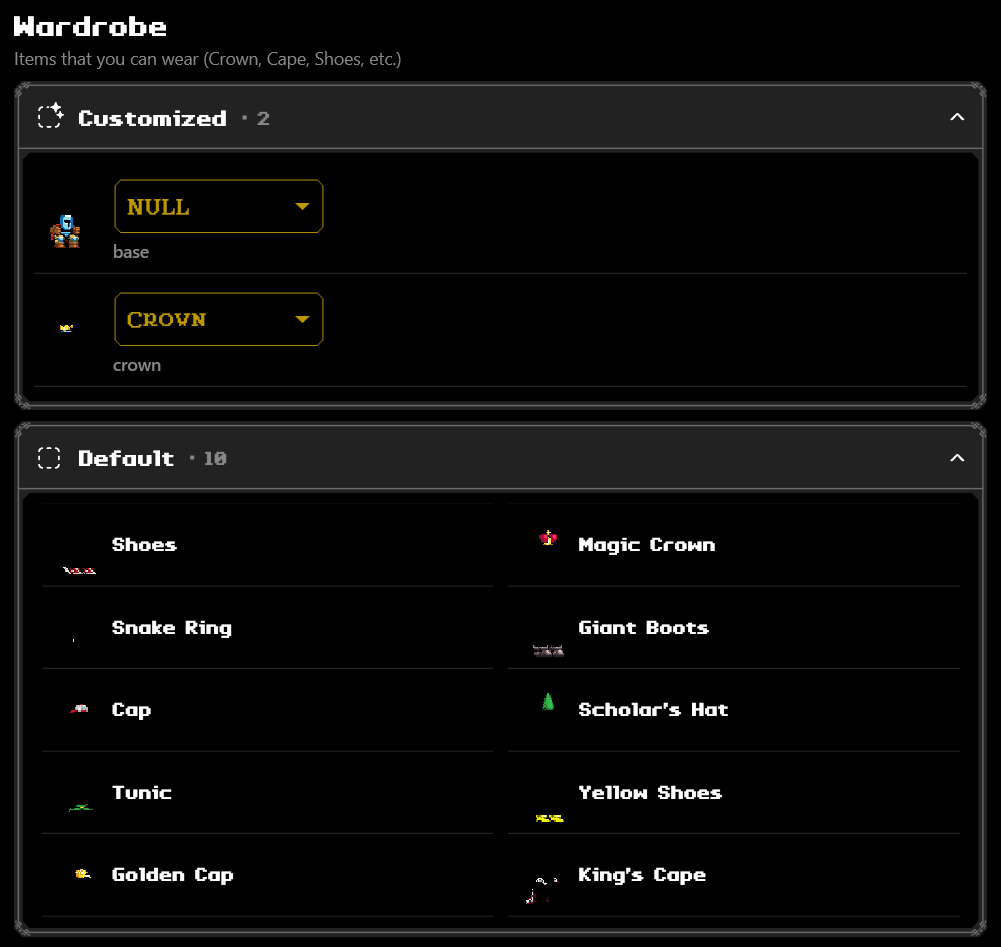 Wardrobe
Items that you can wear (Crown, Cape, Shoes, etc.)
Customized · 2
NULL
base
Crown
crown
Default · 10
Shoes
Magic Crown
Snake Ring
Giant Boots
Cap
Scholar's Hat
Tunic
Yellow Shoes
Golden Cap
King's Cape